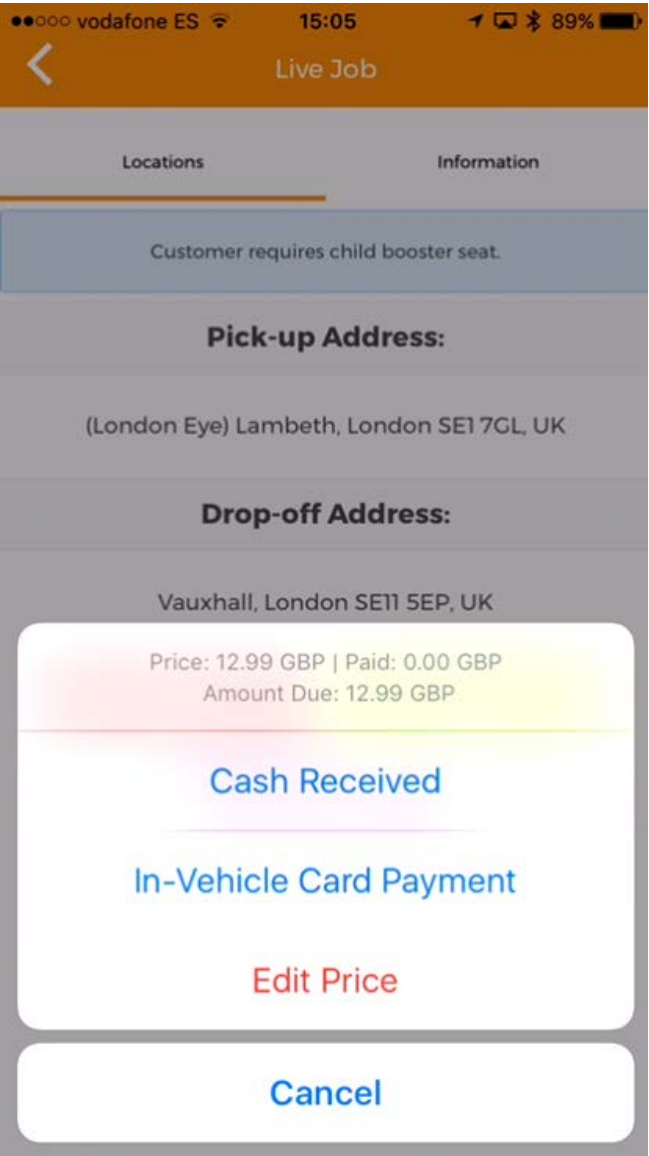 vodafone ES 15:05 89%
Live Job
Locations Information
Customer requires child booster seat.
Pick-up Address:
(London Eye) Lambeth, London SE1 7GL, UK
Drop-off Address:
Vauxhall, London SE11 5EP, UK
Price: 12.99 GBP | Paid: 0.00 GBP
Amount Due: 12.99 GBP
Cash Received
In-Vehicle Card Payment
Edit Price
Cancel